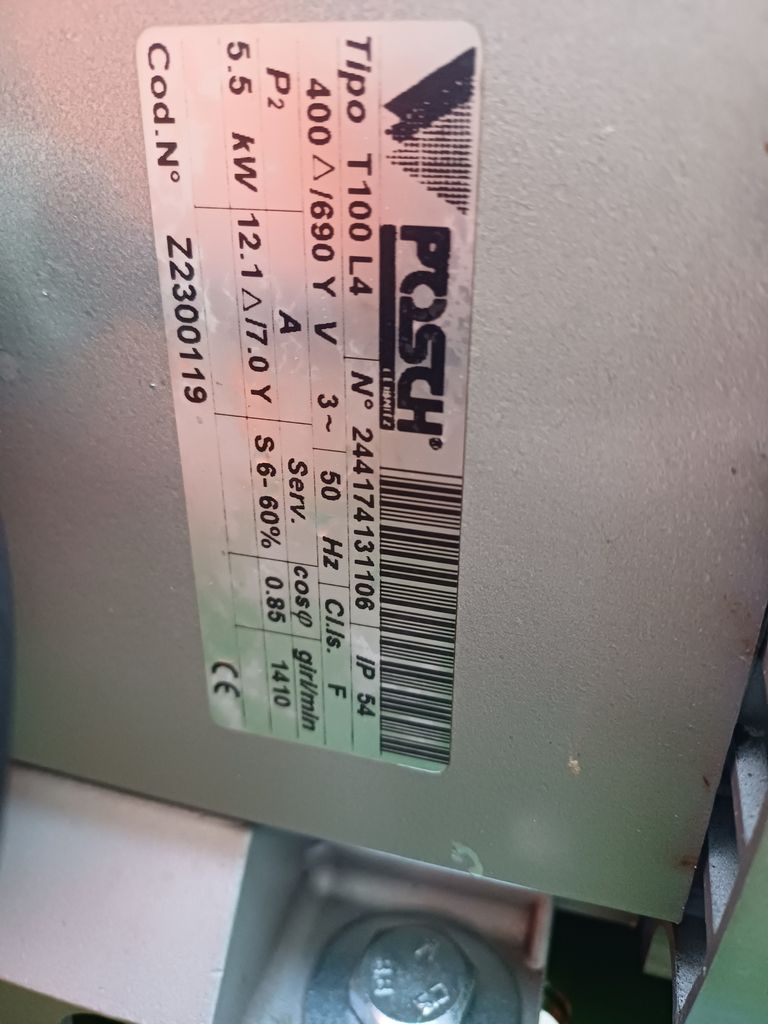 POSCH®
Tipo T100 L4 N° 244174131106 IP 54
400 △/690 Y V 3~ 50 Hz Cl.Is. F
P2 A Serv. cosφ giri/min
5.5 kW 12.1 △/7.0 Y S 6-60% 0.85 1410
Cod.N° Z2300119 CE